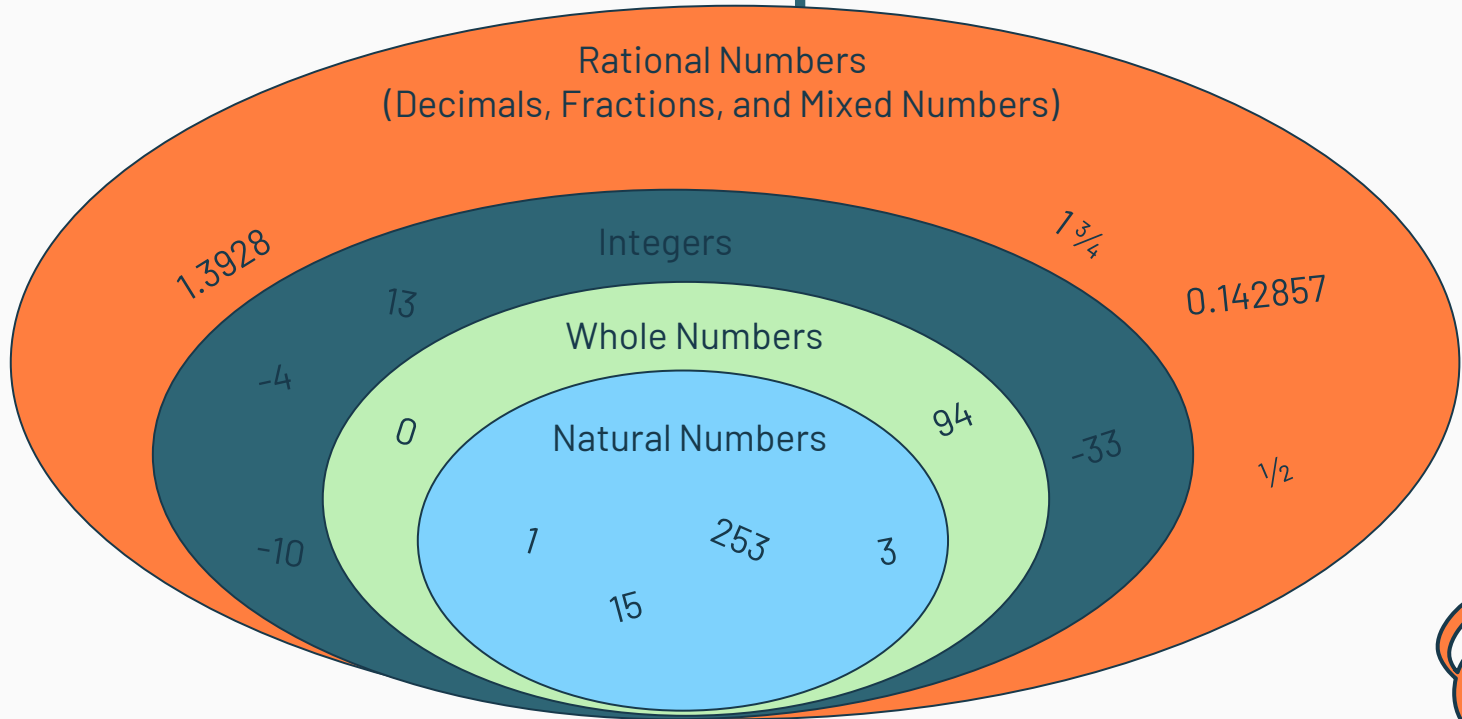 Rational Numbers
(Decimals, Fractions, and Mixed Numbers)
1.3928
1 ¾
Integers
0.142857
13
Whole Numbers
-4
0
94
Natural Numbers
-33
½
-10
1
253
3
15